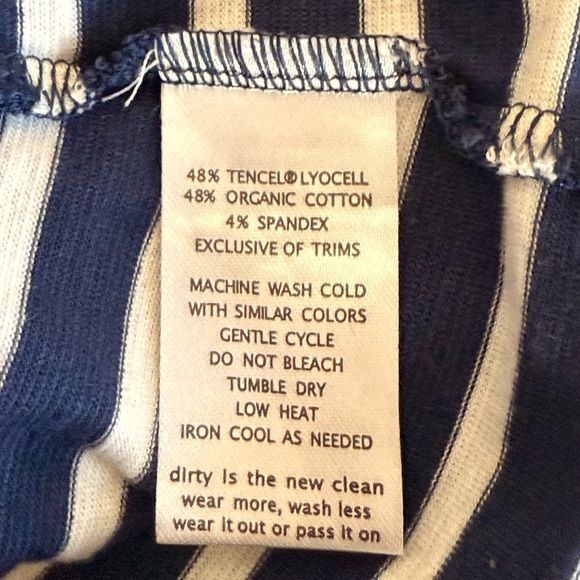 48% TENCEL® LYOCELL
48% ORGANIC COTTON
4% SPANDEX
EXCLUSIVE OF TRIMS
MACHINE WASH COLD
WITH SIMILAR COLORS
GENTLE CYCLE
DO NOT BLEACH
TUMBLE DRY
LOW HEAT
IRON COOL AS NEEDED
dirty is the new clean
wear more, wash less
wear it out or pass it on